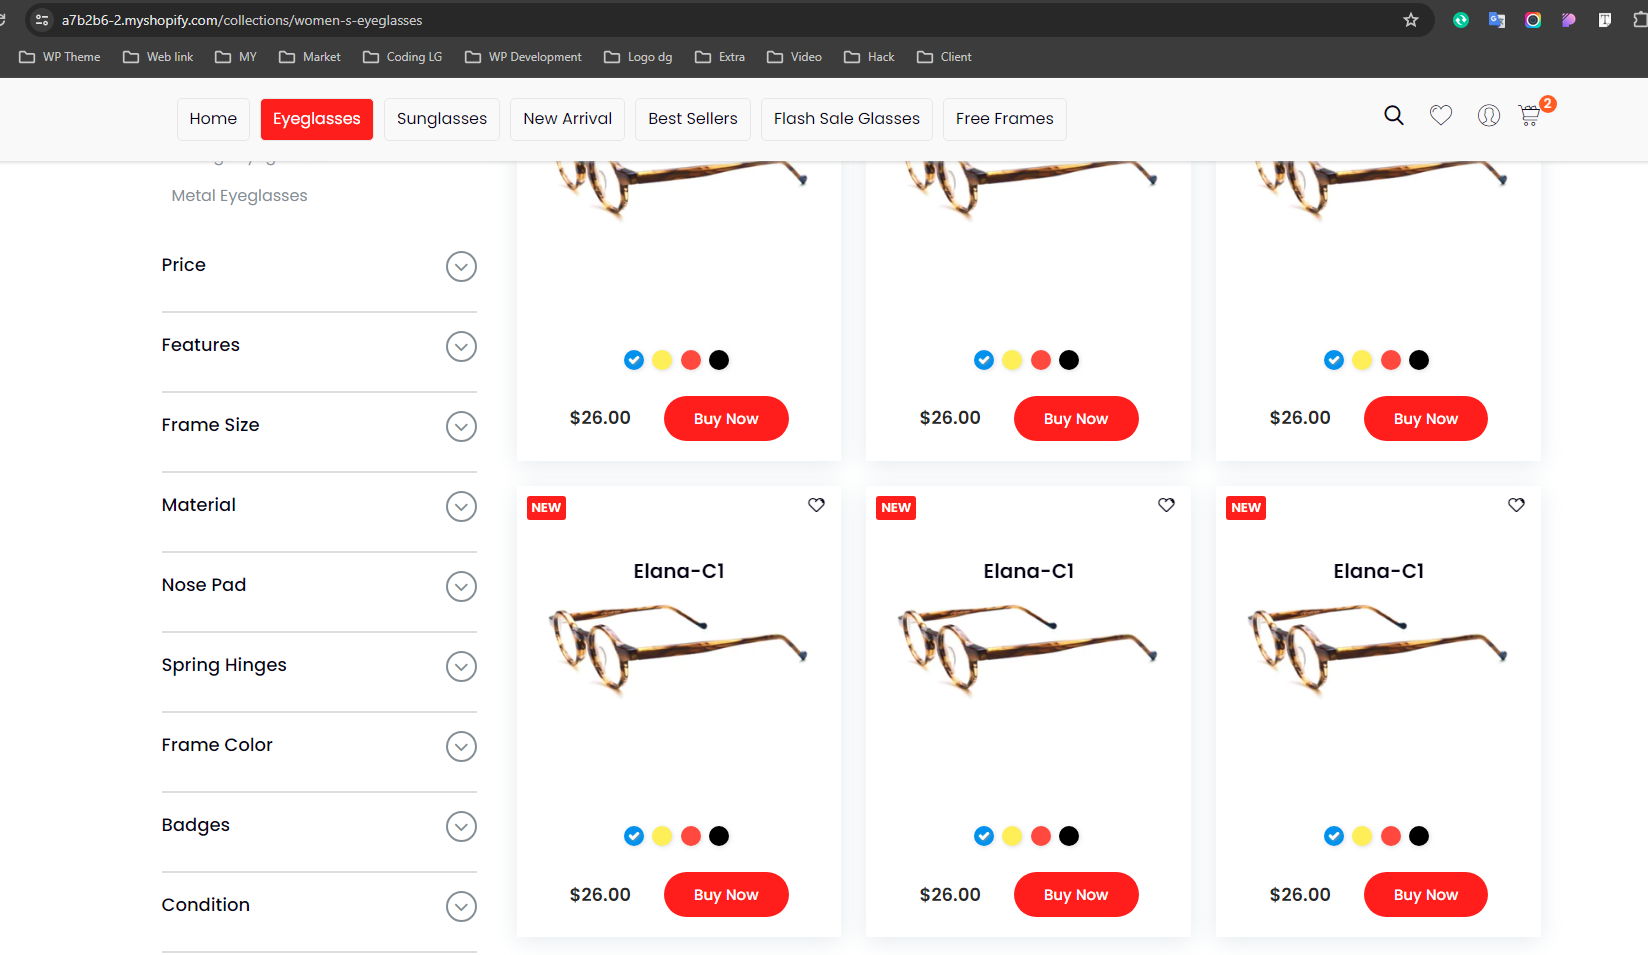 a7b2b6-2.myshopify.com/collections/women-s-eyeglasses
WP Theme Web link MY Market Coding LG WP Development Logo dg Extra Video Hack Client
Home Eyeglasses Sunglasses New Arrival Best Sellers Flash Sale Glasses Free Frames 2
Metal Eyeglasses
Price
Features
Frame Size
Material
Nose Pad
Spring Hinges
Frame Color
Badges
Condition
$26.00 Buy Now $26.00 Buy Now $26.00 Buy Now
NEW NEW NEW
Elana-C1 Elana-C1 Elana-C1
$26.00 Buy Now $26.00 Buy Now $26.00 Buy Now